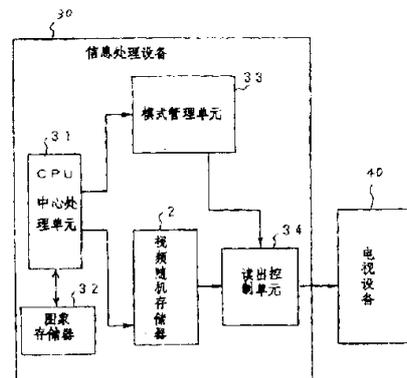 30
信息处理设备
33
模式管理单元
31
CPU
中心处
理单元
40
2
34
视频随机存储器
读出控
制单元
电视设备
32
图象
存储器